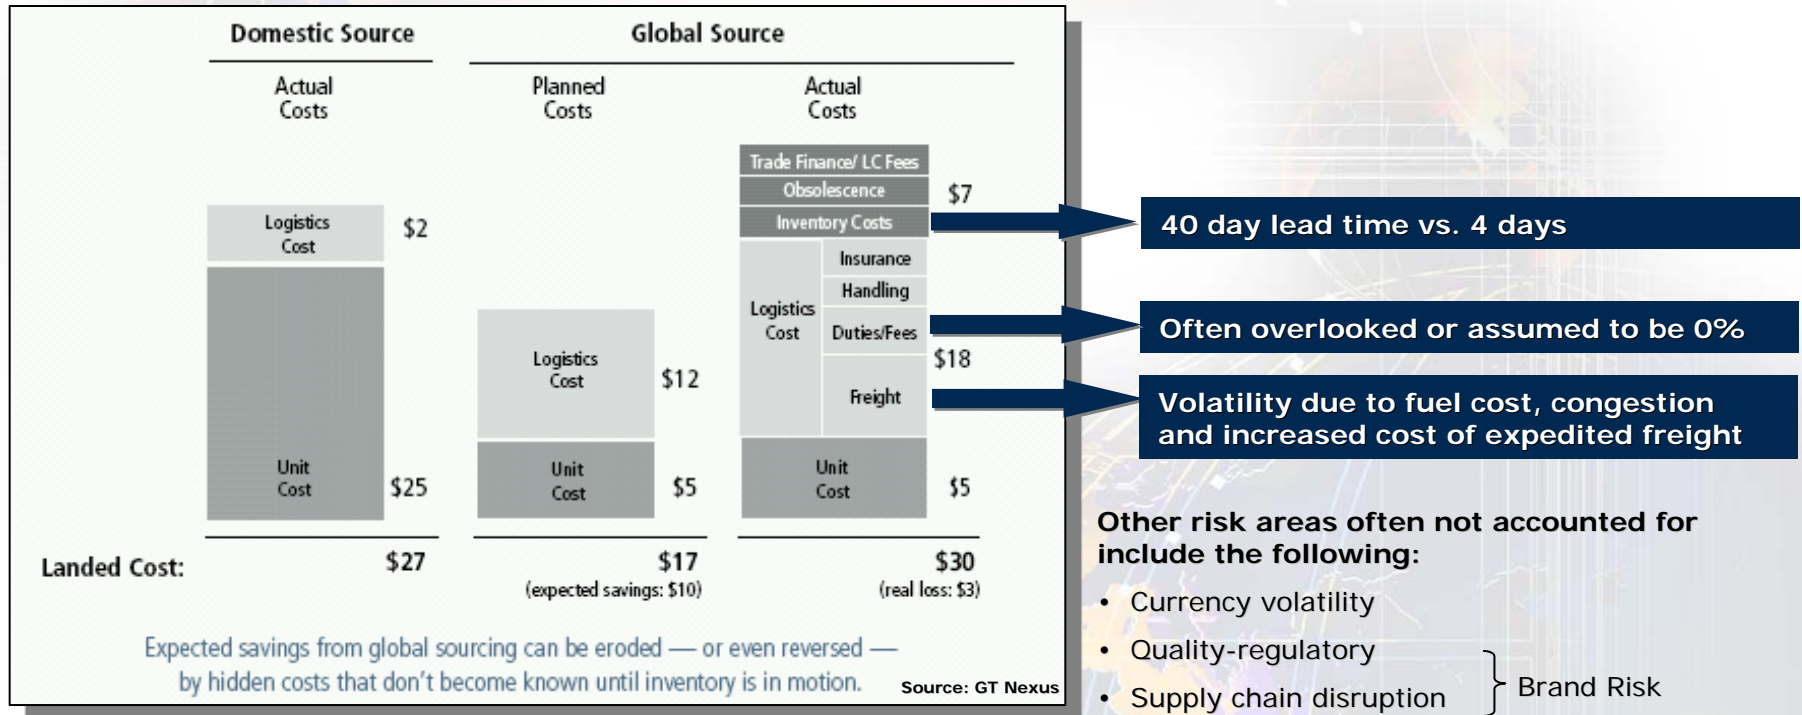 Domestic Source
Global Source
Actual
Costs
Planned
Costs
Actual
Costs
Logistics
Cost
$2
Unit
Cost
$25
Logistics
Cost
$12
Unit
Cost
$5
Trade Finance/ LC Fees
Obsolescence
$7
Inventory Costs
Logistics
Cost
Insurance
Handling
Duties/Fees
$18
Freight
Unit
Cost
$5
Landed Cost:
$27
$17
(expected savings: $10)
$30
(real loss: $3)
Expected savings from global sourcing can be eroded — or even reversed —
by hidden costs that don't become known until inventory is in motion.
Source: GT Nexus
40 day lead time vs. 4 days
Often overlooked or assumed to be 0%
Volatility due to fuel cost, congestion
and increased cost of expedited freight
Other risk areas often not accounted for
include the following:
• Currency volatility
• Quality-regulatory
• Supply chain disruption
Brand Risk